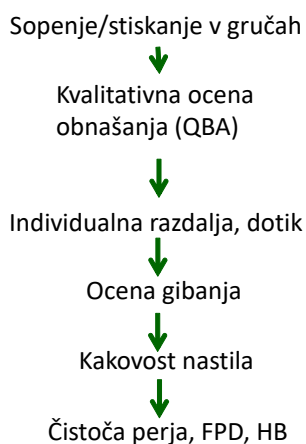 Sopenje/stiskanje v gručah
Kvalitativna ocena
obnašanja (QBA)
Individualna razdalja, dotik
Ocena gibanja
Kakovost nastila
Čistoča perja, FPD, HB